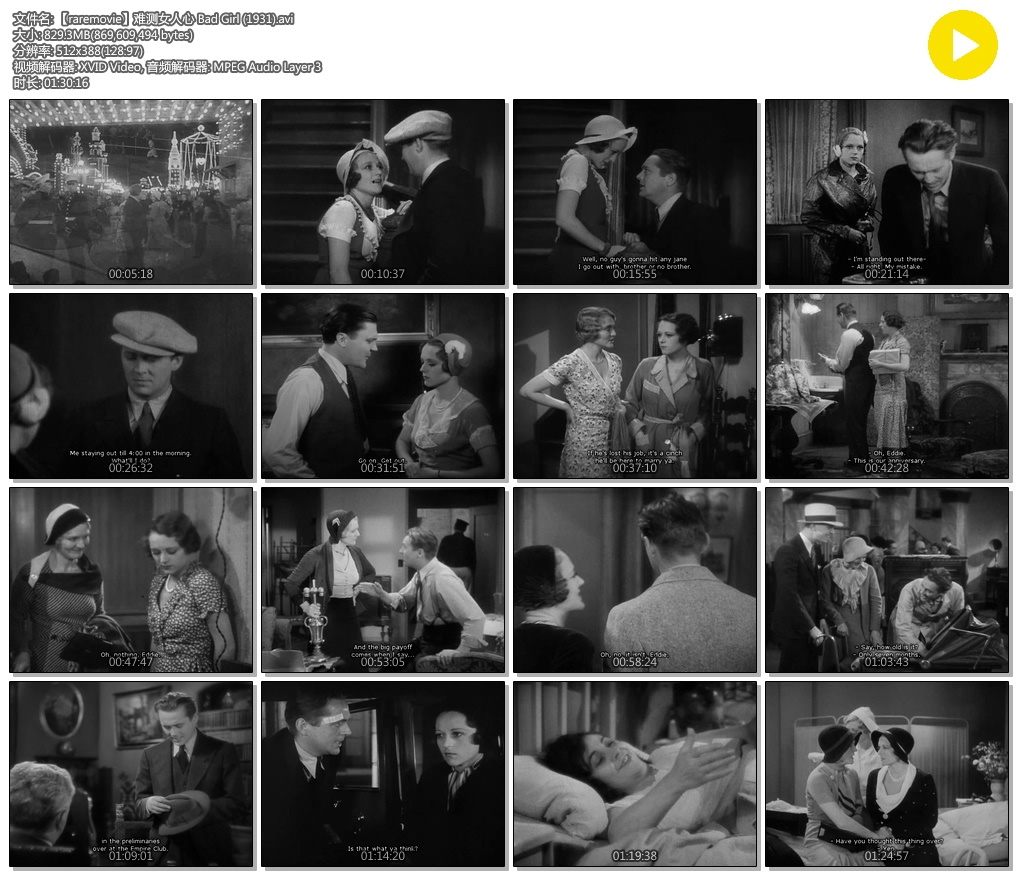 文件名: 【raremovie】难测女人心 Bad Girl (1931).avi
大小: 829.3MB(869,609,494 bytes)
分辨率: 512x388(128:97)
视频解码器: XVID Video, 音频解码器: MPEG Audio Layer 3
时长: 01:30:16
00:05:18
00:10:37
Well, no guy's gonna hit any jane
I go out with, brother or no brother.
00:15:55
- I'm standing out there-
- All right. My mistake.
00:21:14
Me staying out till 4:00 in the morning.
What'll I do?
00:26:32
Go on. Get out.
00:31:51
If he's lost his job, it's a cinch
he'll be here to marry ya.
00:37:10
- Oh, Eddie.
- This is our anniversary.
00:42:28
Oh, nothing, Eddie.
00:47:47
And the big payoff
comes when I say...
00:53:05
Oh, no, it isn't, Eddie.
00:58:24
- Say, how old is it?
- Only seven months.
01:03:43
in the preliminaries
over at the Empire Club.
01:09:01
Is that what ya think?
01:14:20
01:19:38
- Have you thought this thing over?
- Yen.
01:24:57